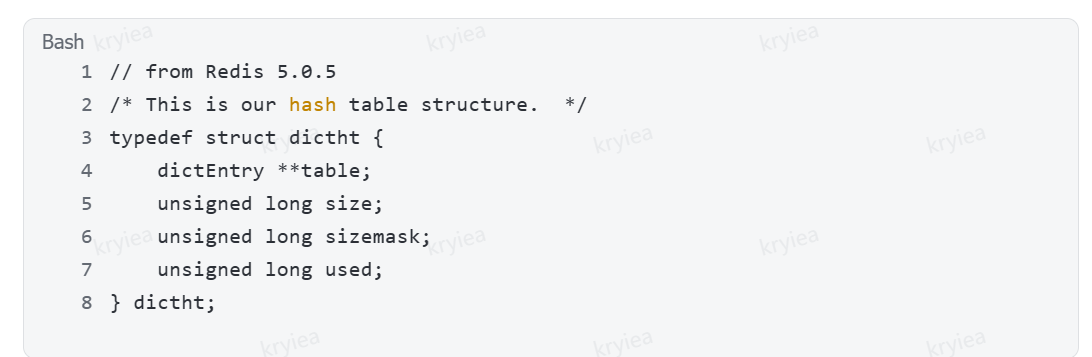 Bash
1 // from Redis 5.0.5
2 /* This is our hash table structure.  */
3 typedef struct dictht {
4     dictEntry **table;
5     unsigned long size;
6     unsigned long sizemask;
7     unsigned long used;
8 } dictht;
kryiea kryiea kryiea
kryiea kryiea kryiea
kryiea kryiea kryiea
kryiea kryiea kryiea